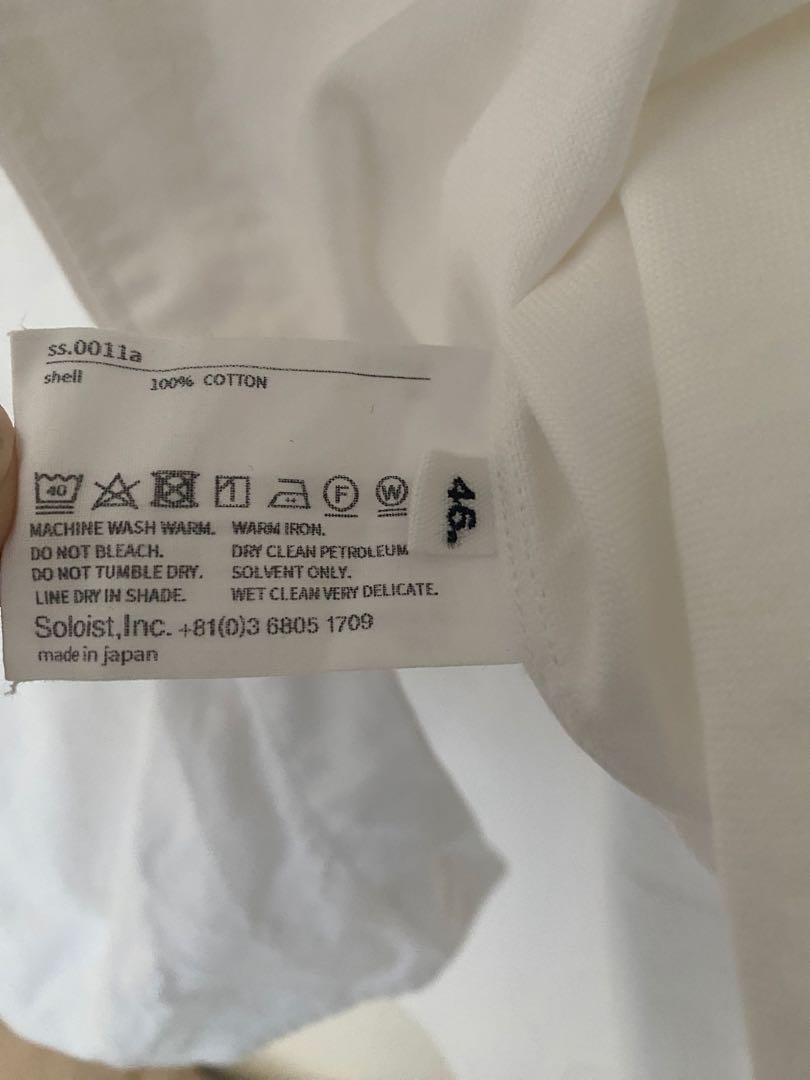 ss.0011a
shell 100% COTTON
40 F W
MACHINE WASH WARM. WARM IRON.
DO NOT BLEACH. DRY CLEAN PETROLEUM
DO NOT TUMBLE DRY. SOLVENT ONLY.
LINE DRY IN SHADE. WET CLEAN VERY DELICATE.
Soloist,Inc. +81(0)3 6805 1709
made in japan
46.